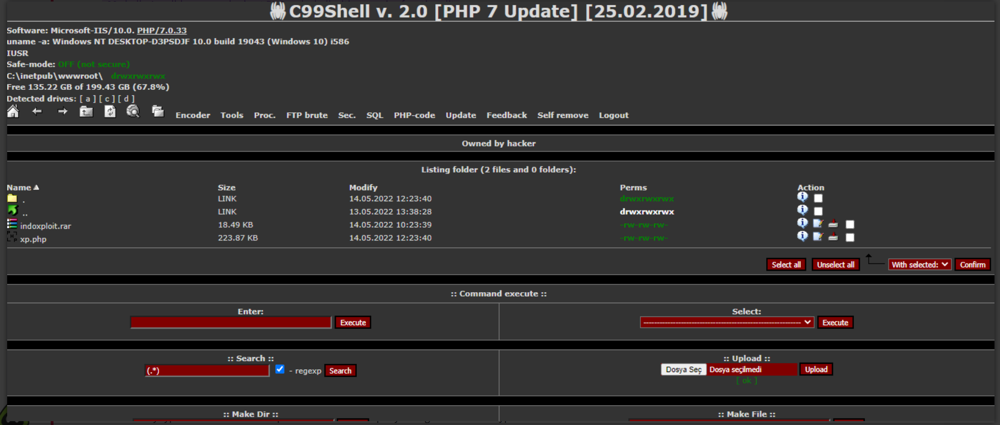 C99Shell v. 2.0 [PHP 7 Update] [25.02.2019]
Software: Microsoft-IIS/10.0. PHP/7.0.33
uname -a: Windows NT DESKTOP-D3PSDJF 10.0 build 19043 (Windows 10) i586
IUSR
Safe-mode: OFF (not secure)
C:\inetpub\wwwroot\ drwxrwxrwx
Free 135.22 GB of 199.43 GB (67.8%)
Detected drives: [ a ] [ c ] [ d ]
Encoder Tools Proc. FTP brute Sec. SQL PHP-code Update Feedback Self remove Logout
Owned by hacker
Listing folder (2 files and 0 folders):
Name Size Modify Perms Action
. LINK 14.05.2022 12:23:40 drwxrwxrwx
.. LINK 13.05.2022 13:38:28 drwxrwxrwx
indoxploit.rar 18.49 KB 14.05.2022 10:23:39 -rw-rw-rw-
xp.php 223.87 KB 14.05.2022 12:23:40 -rw-rw-rw-
Select all Unselect all With selected: Confirm
:: Command execute ::
Enter: Select:
Execute ---------------------------------------------------------- Execute
:: Search :: :: Upload ::
(.*) - regexp Search Dosya Seç Dosya seçilmedi Upload
[ ok ]
:: Make Dir :: :: Make File ::